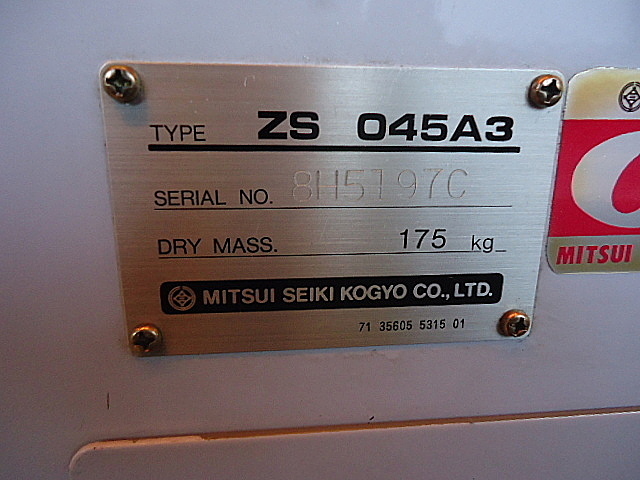 TYPE ZS 045A3
SERIAL NO. 8H5197C
DRY MASS. 175 kg
MITSUI SEIKI KOGYO CO., LTD.
71 35605 5315 01
MITSUI